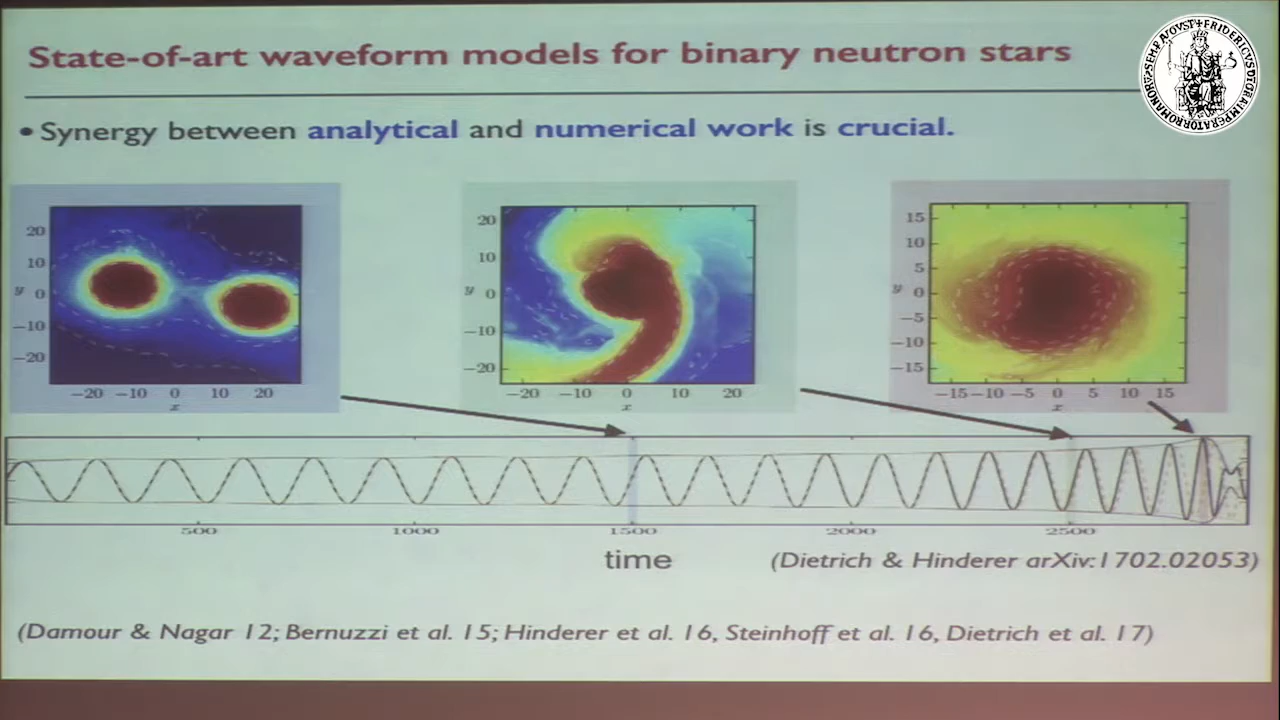 State-of-art waveform models for binary neutron stars
• Synergy between analytical and numerical work is crucial.
20
10
y 0
−10
−20
−20 −10 0 10 20
x
20
10
y 0
−10
−20
−20 −10 0 10 20
x
15
10
5
y 0
−5
−10
−15
−15 −10 −5 0 5 10 15
x
500 1000 1500 2000 2500
time
(Dietrich & Hinderer arXiv:1702.02053)
(Damour & Nagar 12; Bernuzzi et al. 15; Hinderer et al. 16, Steinhoff et al. 16, Dietrich et al. 17)